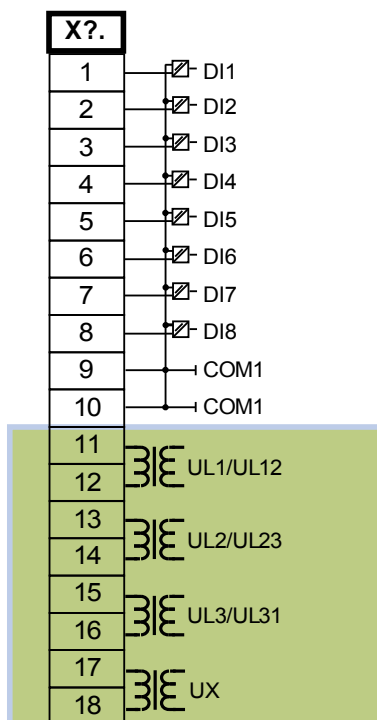 X?.
1 DI1
2 DI2
3 DI3
4 DI4
5 DI5
6 DI6
7 DI7
8 DI8
9 COM1
10 COM1
11
UL1/UL12
12
13
UL2/UL23
14
15
UL3/UL31
16
17
UX
18